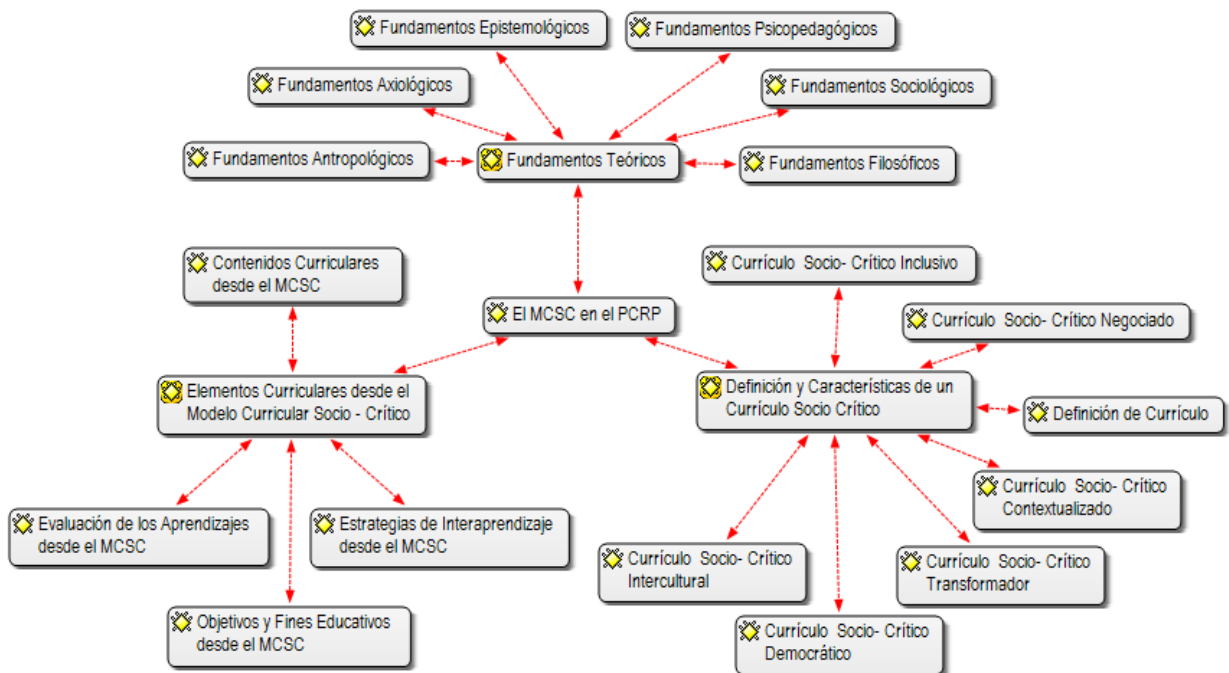 Fundamentos Epistemológicos
Fundamentos Psicopedagógicos
Fundamentos Axiológicos
Fundamentos Sociológicos
Fundamentos Antropológicos
Fundamentos Teóricos
Fundamentos Filosóficos
Contenidos Curriculares
desde el MCSC
Currículo Socio- Crítico Inclusivo
El MCSC en el PCRP
Currículo Socio- Crítico Negociado
Elementos Curriculares desde el
Modelo Curricular Socio - Crítico
Definición y Características de un
Currículo Socio Crítico
Definición de Currículo
Currículo Socio- Crítico
Contextualizado
Evaluación de los Aprendizajes
desde el MCSC
Estrategias de Interaprendizaje
desde el MCSC
Currículo Socio- Crítico
Intercultural
Currículo Socio- Crítico
Transformador
Objetivos y Fines Educativos
desde el MCSC
Currículo Socio- Crítico
Democrático